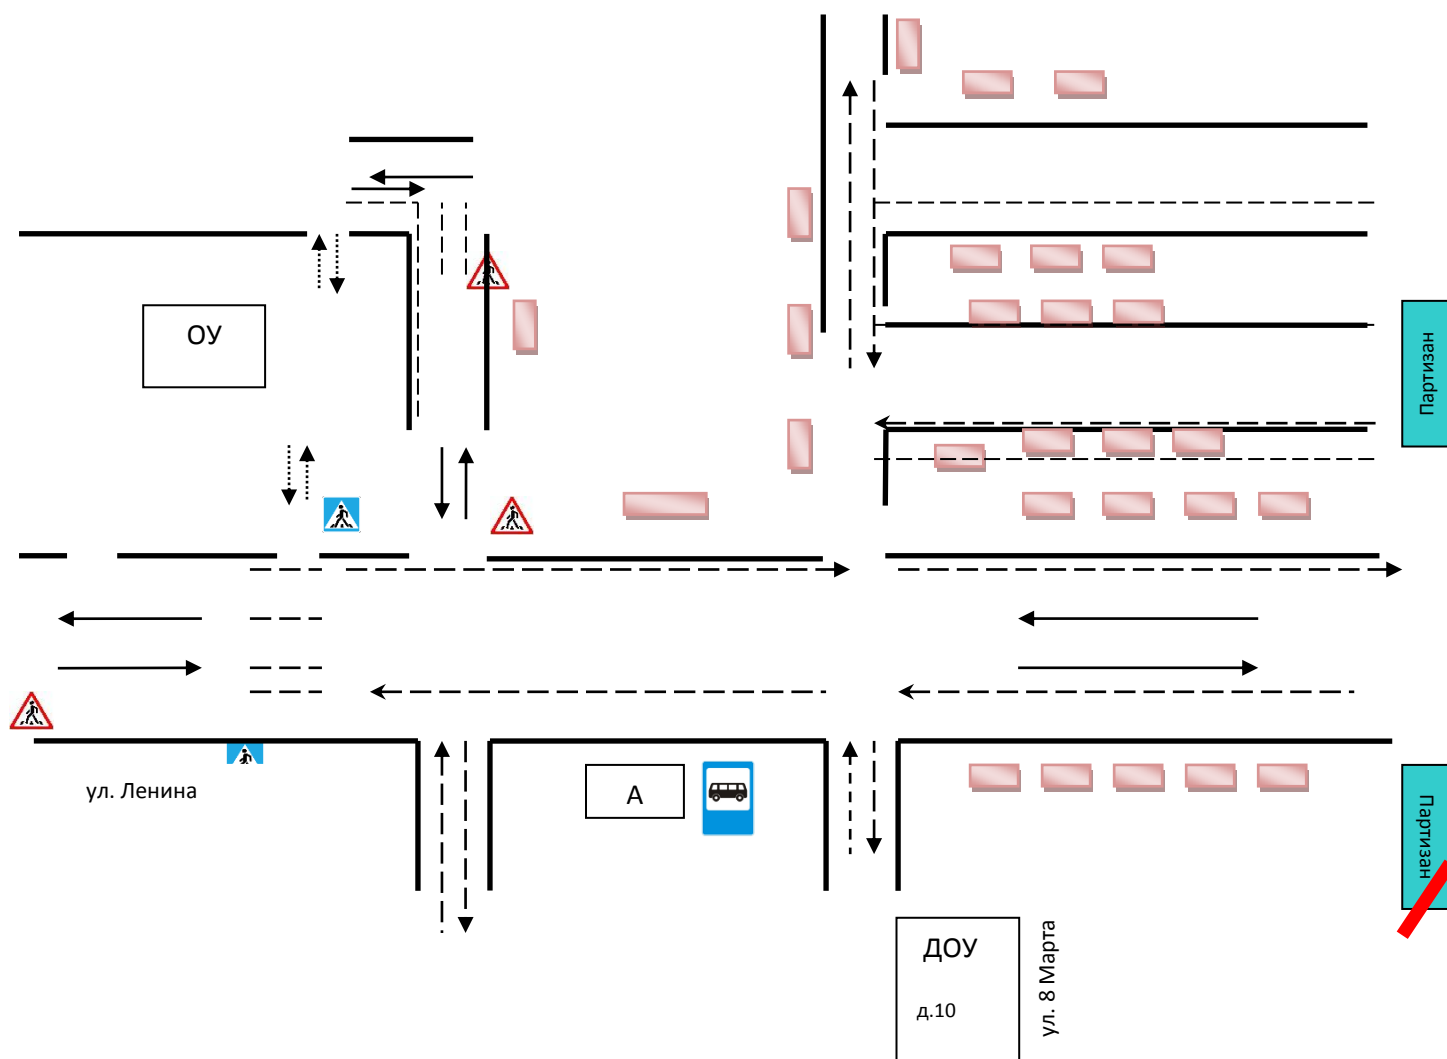 ОУ
Партизан
ул. Ленина
А
Партизан
ДОУ
д.10
ул. 8 Марта